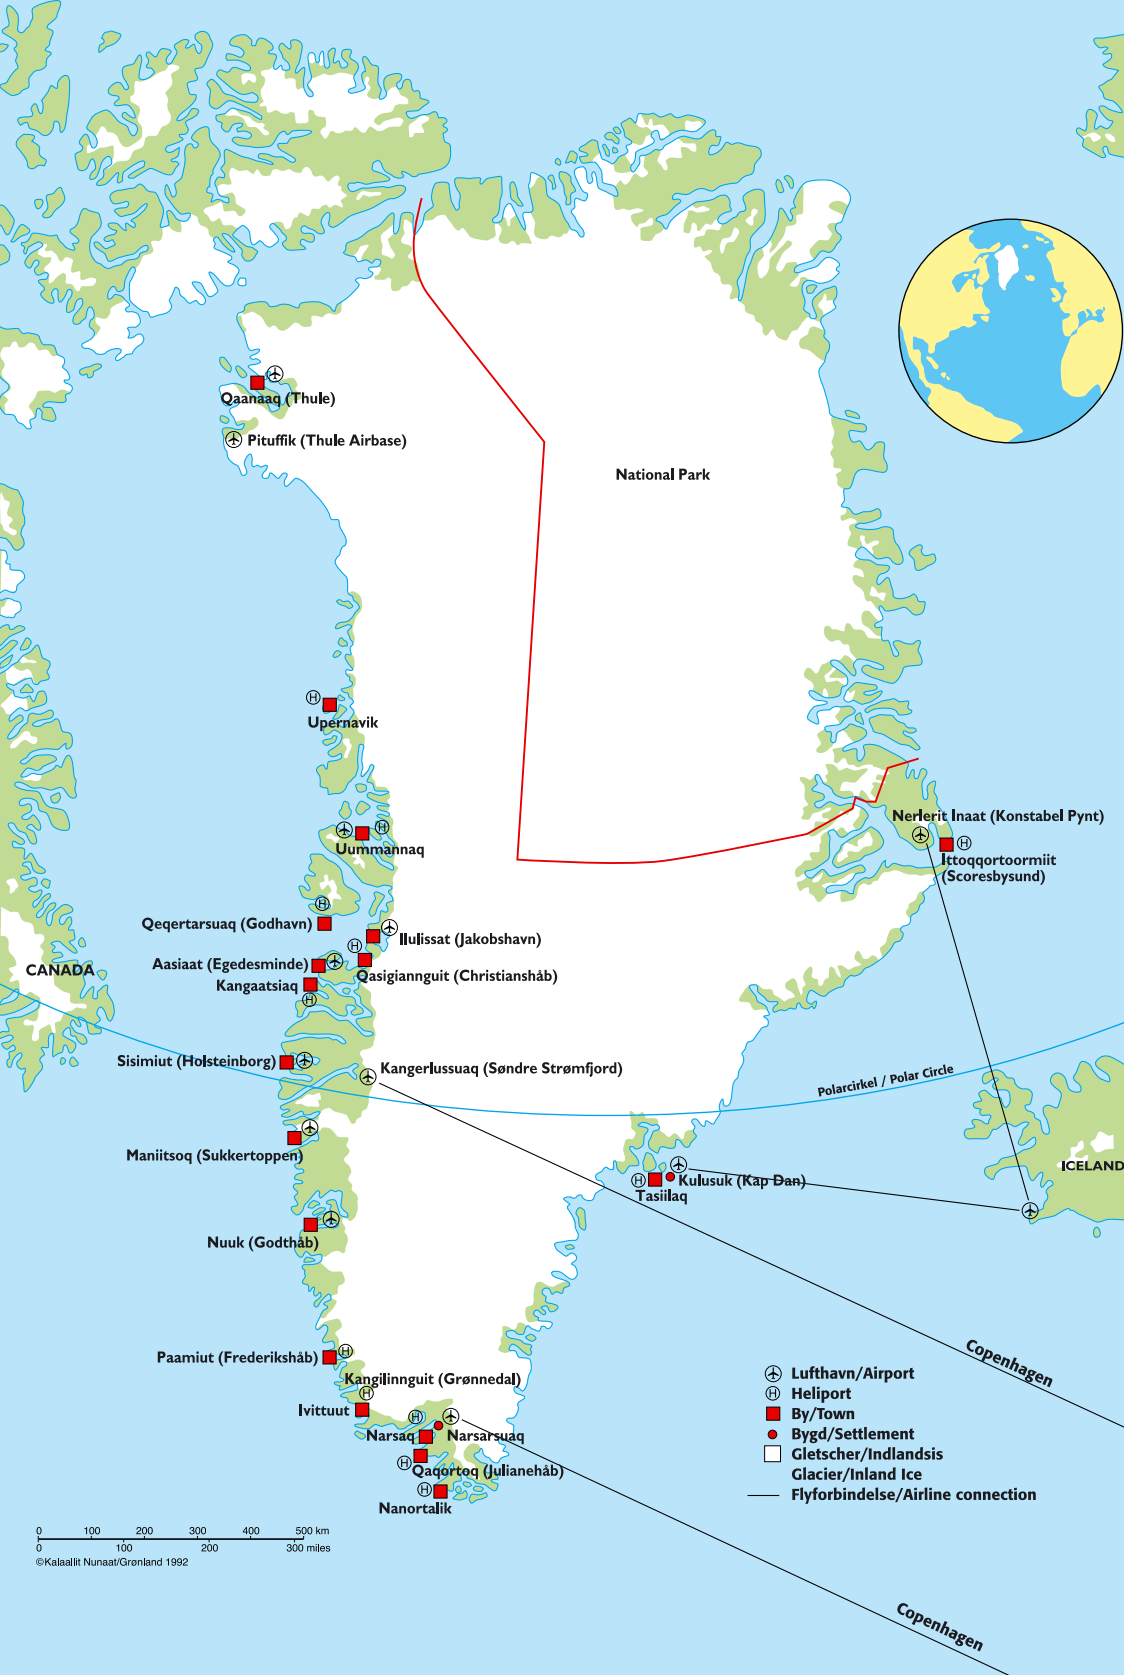 Qaanaaq (Thule)
Pituffik (Thule Airbase)
National Park
H
Upernavik
H
Uummannaq
Nerlerit Inaat (Konstabel Pynt)
H
Ittoqqortoormiit
(Scoresbysund)
H
Qeqertarsuaq (Godhavn)
Ilulissat (Jakobshavn)
H
Aasiaat (Egedesminde)
CANADA
Qasigiannguit (Christianshåb)
Kangaatsiaq
H
Sisimiut (Holsteinborg)
Kangerlussuaq (Søndre Strømfjord)
Polarcirkel / Polar Circle
Maniitsoq (Sukkertoppen)
ICELAND
H
Kulusuk (Kap Dan)
Tasiilaq
Nuuk (Godthåb)
Paamiut (Frederikshåb)
H
Copenhagen
Kangilinnguit (Grønnedal)
H
Ivittuut
H
Narsaq
Narsarsuaq
H
Qaqortoq (Julianehåb)
H
Nanortalik
Lufthavn/Airport
H Heliport
By/Town
Bygd/Settlement
Gletscher/Indlandsis
Glacier/Inland Ice
Flyforbindelse/Airline connection
0 100 200 300 400 500 km
0 100 200 300 miles
©Kalaallit Nunaat/Grønland 1992
Copenhagen